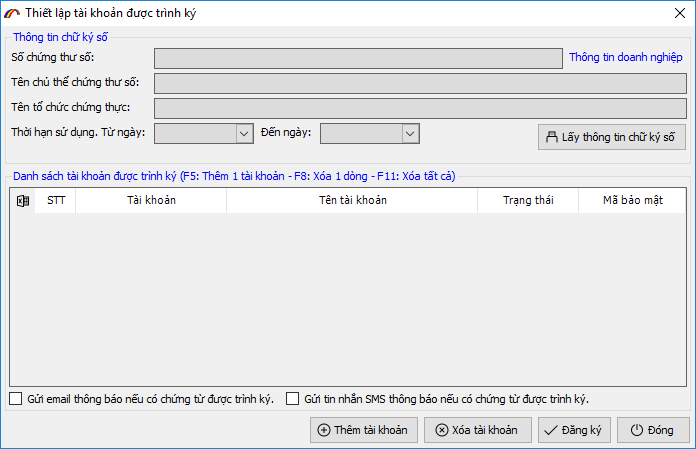 Thiết lập tài khoản được trình ký
Thông tin chữ ký số
Số chứng thư số:
Thông tin doanh nghiệp
Tên chủ thể chứng thư số:
Tên tổ chức chứng thực:
Thời hạn sử dụng. Từ ngày:
Đến ngày:
Lấy thông tin chữ ký số
Danh sách tài khoản được trình ký (F5: Thêm 1 tài khoản - F8: Xóa 1 dòng - F11: Xóa tất cả)
STT Tài khoản Tên tài khoản Trạng thái Mã bảo mật
Gửi email thông báo nếu có chứng từ được trình ký.
Gửi tin nhắn SMS thông báo nếu có chứng từ được trình ký.
Thêm tài khoản
Xóa tài khoản
Đăng ký
Đóng